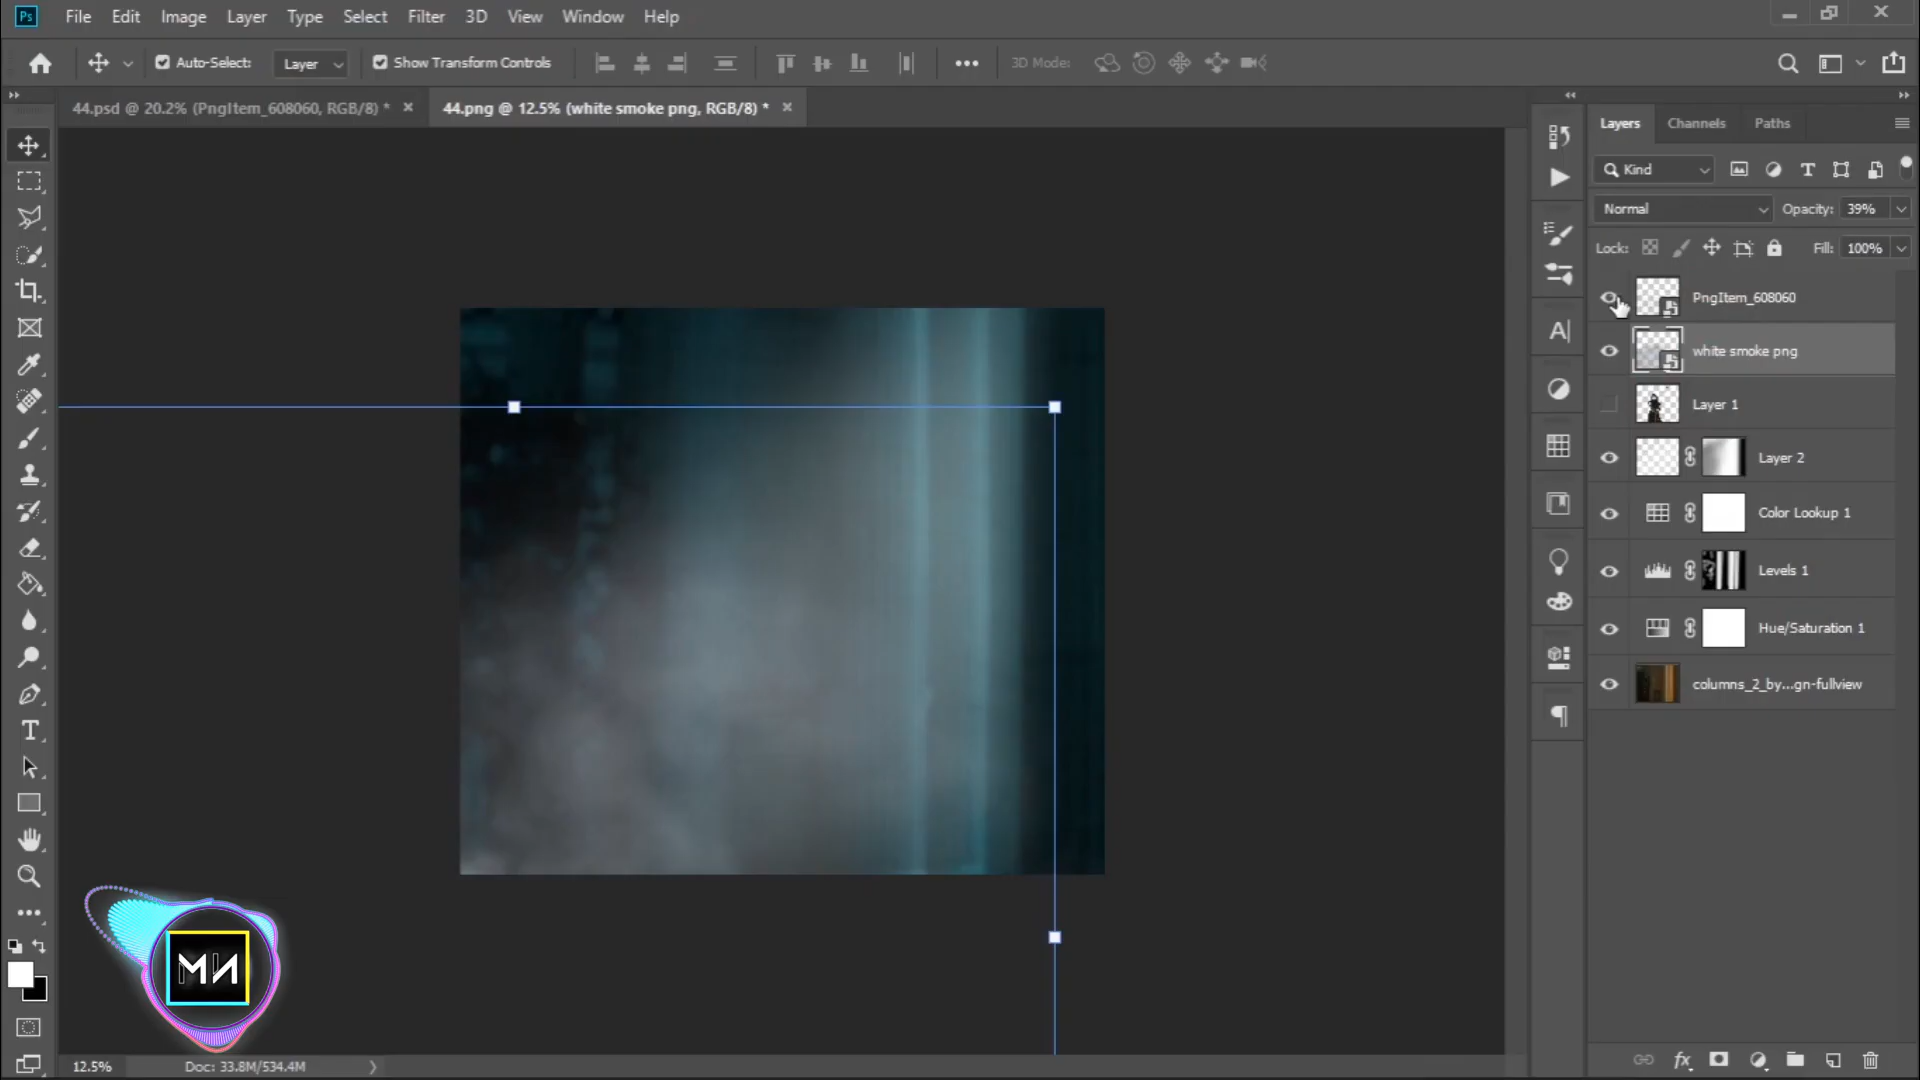 Ps File Edit Image Layer Type Select Filter 3D View Window Help
Auto-Select: Layer Show Transform Controls 3D Mode:
44.psd @ 20.2% (PngItem_608060, RGB/8) * × 44.png @ 12.5% (white smoke png, RGB/8) * ×
Layers Channels Paths
Kind
Normal Opacity: 39%
Lock: Fill: 100%
PngItem_608060
white smoke png
Layer 1
Layer 2
Color Lookup 1
Levels 1
Hue/Saturation 1
columns_2_by...gn-fullview
12.5% Doc: 33.8M/534.4M